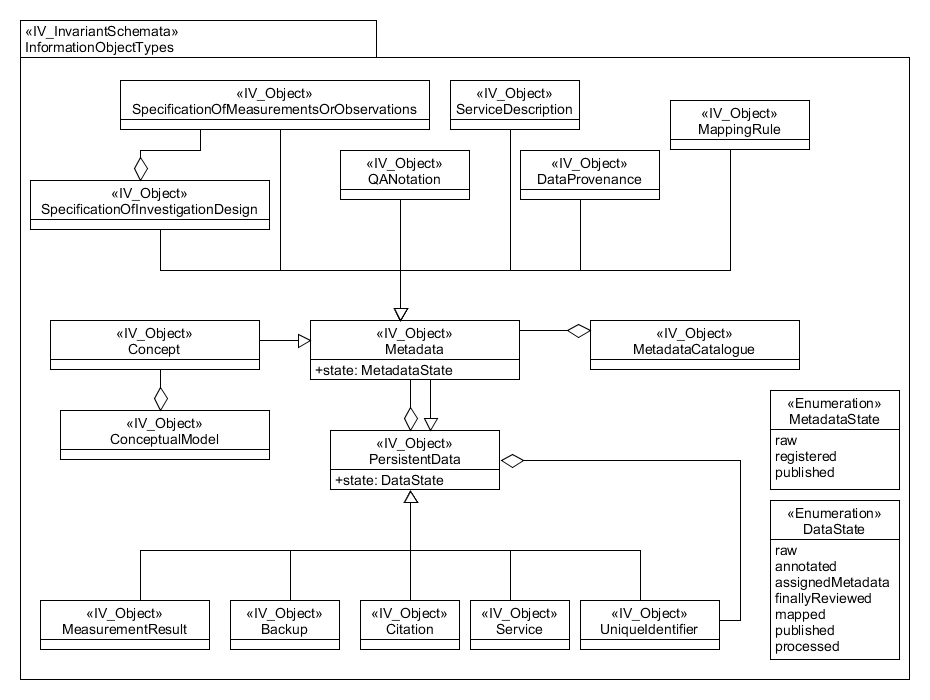 «IV_InvariantSchemata»
InformationObjectTypes
«IV_Object»
SpecificationOfMeasurementsOrObservations
«IV_Object»
ServiceDescription
«IV_Object»
MappingRule
«IV_Object»
QANotation
«IV_Object»
DataProvenance
«IV_Object»
SpecificationOfInvestigationDesign
«IV_Object»
Concept
«IV_Object»
Metadata
+state: MetadataState
«IV_Object»
MetadataCatalogue
«IV_Object»
ConceptualModel
«IV_Object»
PersistentData
+state: DataState
«Enumeration»
MetadataState
raw
registered
published
«Enumeration»
DataState
raw
annotated
assignedMetadata
finallyReviewed
mapped
published
processed
«IV_Object»
MeasurementResult
«IV_Object»
Backup
«IV_Object»
Citation
«IV_Object»
Service
«IV_Object»
UniqueIdentifier